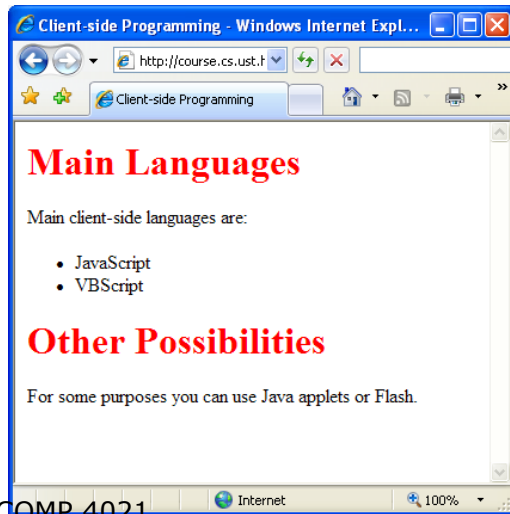 Client-side Programming - Windows Internet Expl...
http://course.cs.ust.h
Client-side Programming
Main Languages
Main client-side languages are:
• JavaScript
• VBScript
Other Possibilities
For some purposes you can use Java applets or Flash.
COMP 4021
Internet
100%